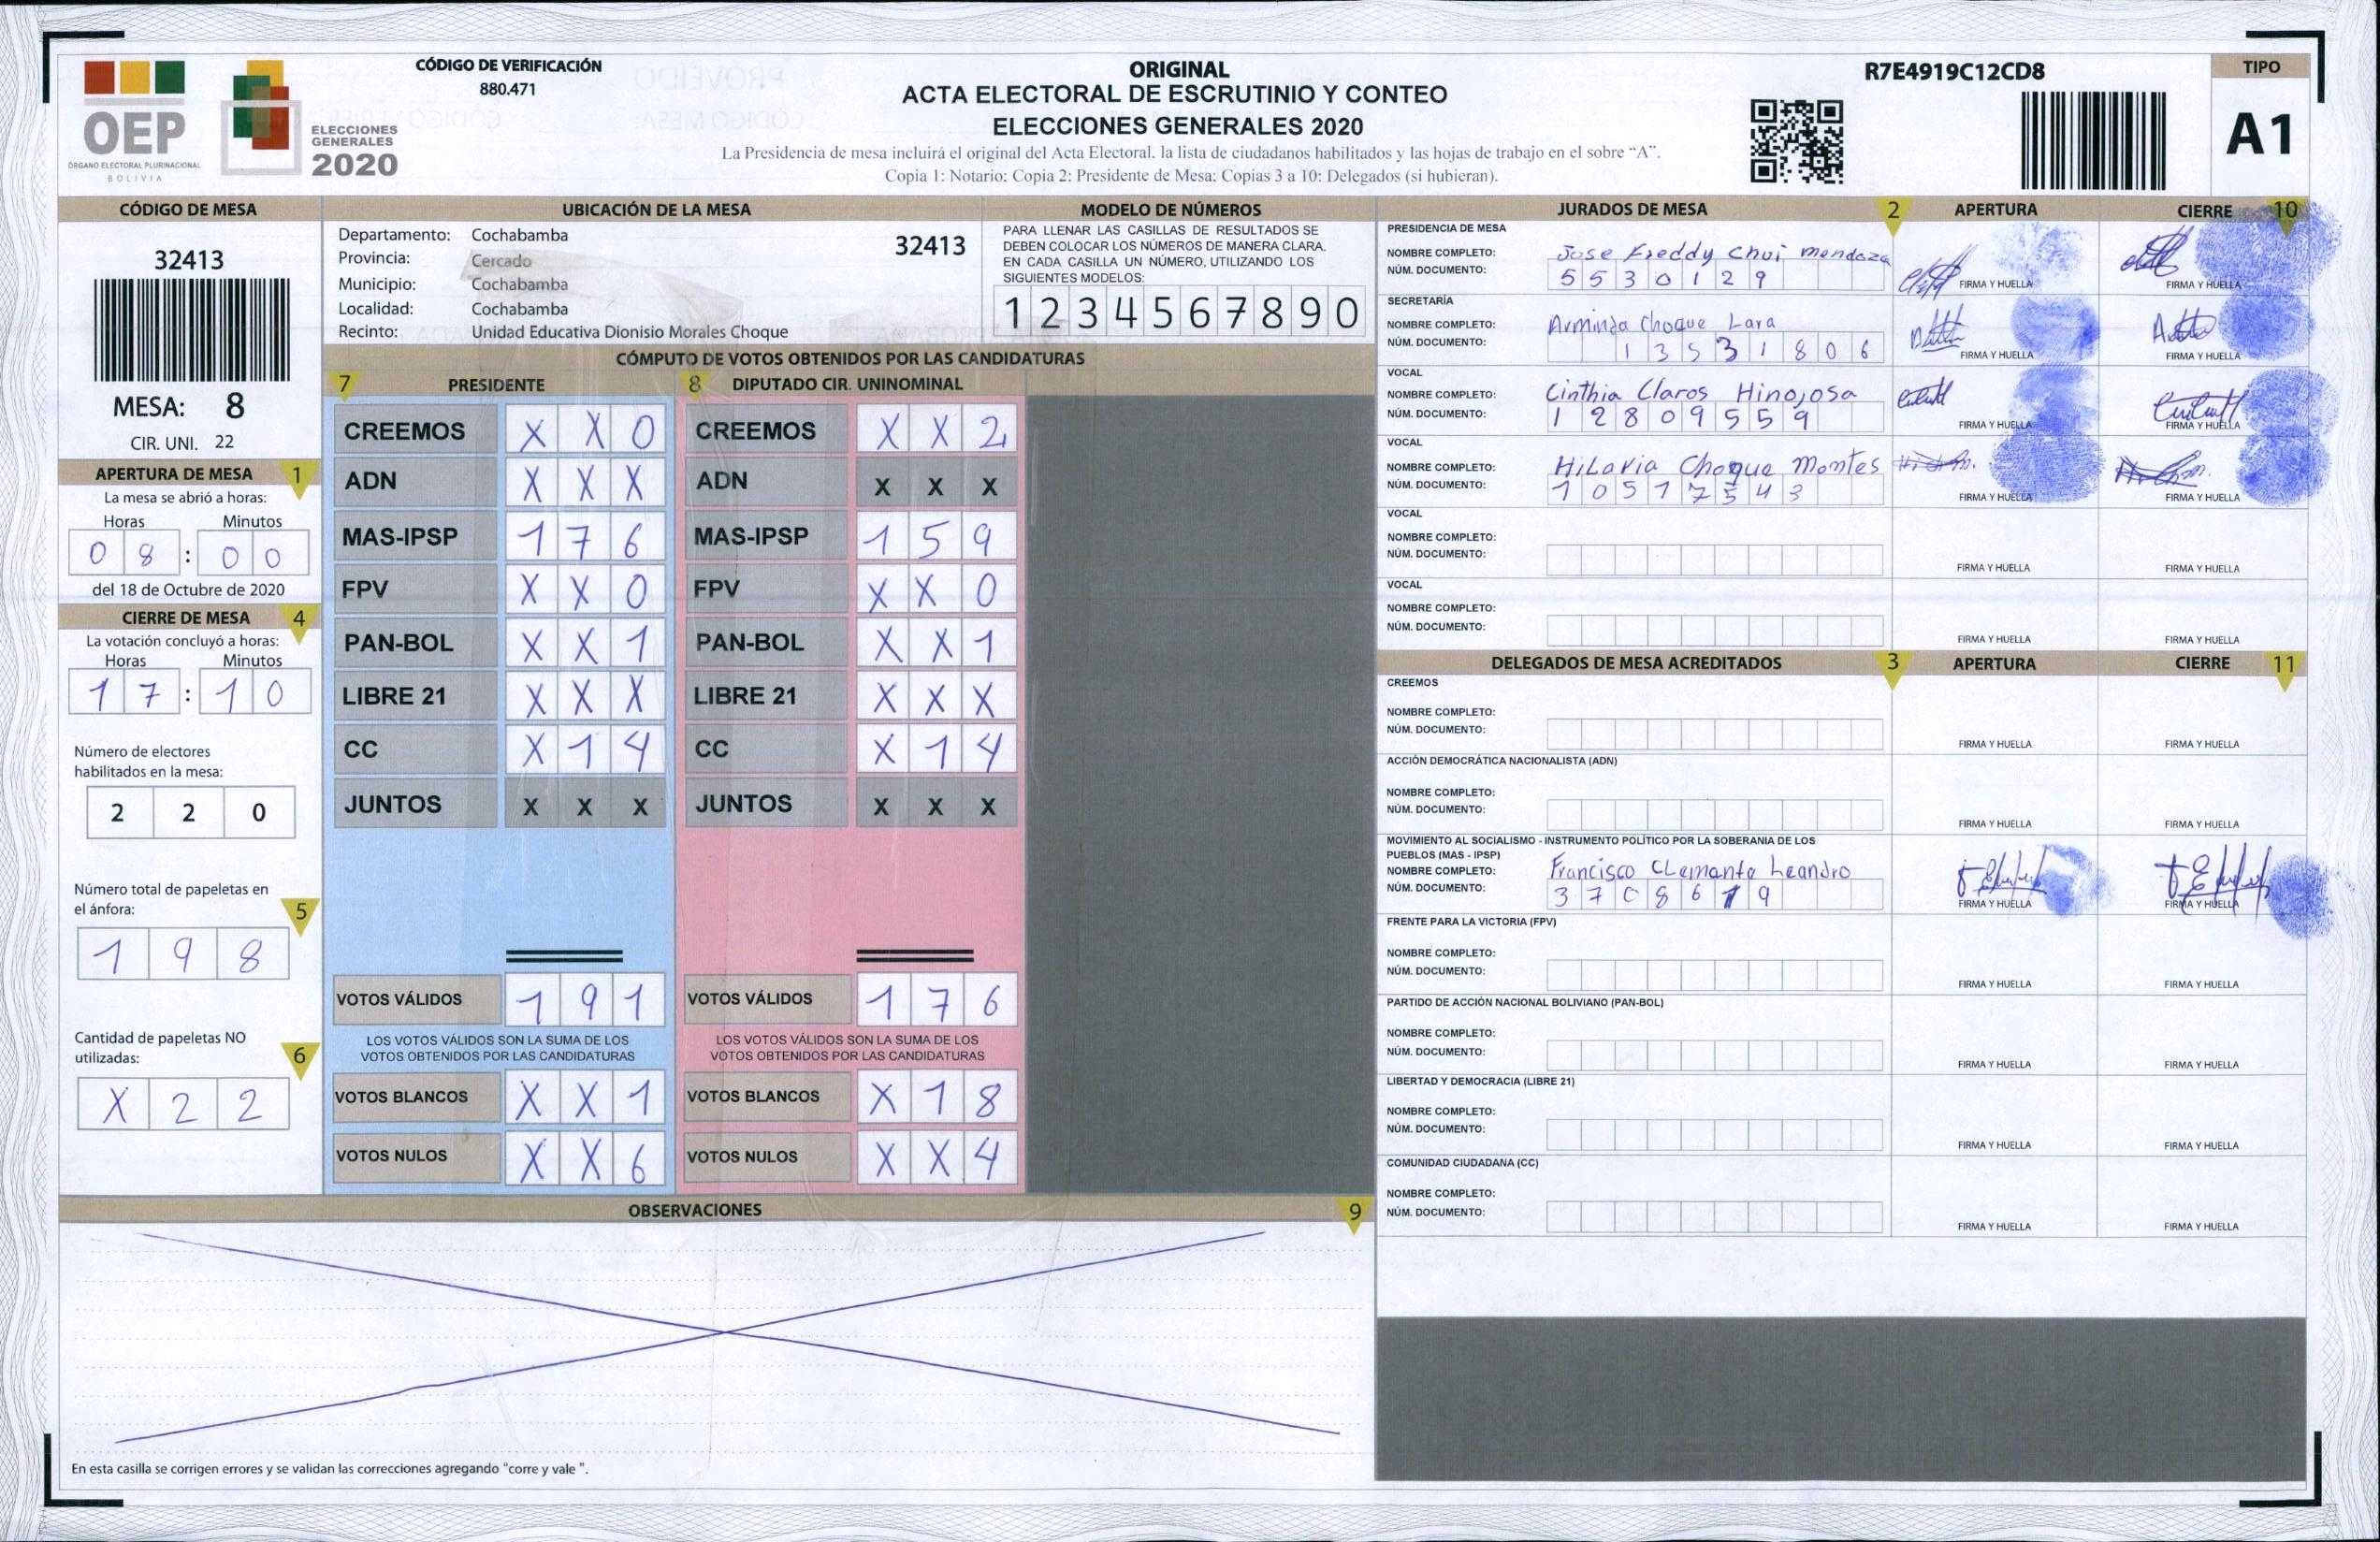 CÓDIGO DE VERIFICACIÓN
880.471
ORIGINAL
ACTA ELECTORAL DE ESCRUTINIO Y CONTEO
ELECCIONES GENERALES 2020
La Presidencia de mesa incluirá el original del Acta Electoral. la lista de ciudadanos habilitados y las hojas de trabajo en el sobre "A".
Copia 1: Notario: Copia 2: Presidente de Mesa: Copias 3 a 10: Delegados (si hubieran).
R7E4919C12CD8
TIPO
A1
OEP
ÓRGANO ELECTORAL PLURINACIONAL
BOLIVIA
ELECCIONES
GENERALES
2020
CÓDIGO DE MESA
32413
MESA: 8
CIR. UNI. 22
APERTURA DE MESA 1
La mesa se abrió a horas:
Horas Minutos
0 8 : 0 0
del 18 de Octubre de 2020
CIERRE DE MESA 4
La votación concluyó a horas:
Horas Minutos
1 7 : 1 0
Número de electores
habilitados en la mesa:
2 2 0
Número total de papeletas en
el ánfora: 5
1 9 8
Cantidad de papeletas NO
utilizadas: 6
X 2 2
UBICACIÓN DE LA MESA
Departamento: Cochabamba
Provincia: Cercado
Municipio: Cochabamba
Localidad: Cochabamba
Recinto: Unidad Educativa Dionisio Morales Choque
32413
MODELO DE NÚMEROS
PARA LLENAR LAS CASILLAS DE RESULTADOS SE
DEBEN COLOCAR LOS NÚMEROS DE MANERA CLARA.
EN CADA CASILLA UN NÚMERO, UTILIZANDO LOS
SIGUIENTES MODELOS:
1 2 3 4 5 6 7 8 9 0
CÓMPUTO DE VOTOS OBTENIDOS POR LAS CANDIDATURAS
7 PRESIDENTE 8 DIPUTADO CIR. UNINOMINAL
CREEMOS X X 0 CREEMOS X X 2
ADN X X X ADN X X X
MAS-IPSP 1 7 6 MAS-IPSP 1 5 9
FPV X X 0 FPV X X 0
PAN-BOL X X 1 PAN-BOL X X 1
LIBRE 21 X X X LIBRE 21 X X X
CC X 1 4 CC X 1 4
JUNTOS X X X JUNTOS X X X
VOTOS VÁLIDOS 1 9 1 VOTOS VÁLIDOS 1 7 6
LOS VOTOS VÁLIDOS SON LA SUMA DE LOS LOS VOTOS VÁLIDOS SON LA SUMA DE LOS
VOTOS OBTENIDOS POR LAS CANDIDATURAS VOTOS OBTENIDOS POR LAS CANDIDATURAS
VOTOS BLANCOS X X 1 VOTOS BLANCOS X 1 8
VOTOS NULOS X X 6 VOTOS NULOS X X 4
OBSERVACIONES 9
En esta casilla se corrigen errores y se validan las correcciones agregando "corre y vale ".
JURADOS DE MESA 2 APERTURA CIERRE 10
PRESIDENCIA DE MESA
NOMBRE COMPLETO: Jose Freddy Chui mendoza
NÚM. DOCUMENTO: 5 5 3 0 1 2 9 FIRMA Y HUELLA FIRMA Y HUELLA
SECRETARÍA
NOMBRE COMPLETO: Arminda Choque Lara
NÚM. DOCUMENTO: 1 3 5 3 1 8 0 6 FIRMA Y HUELLA FIRMA Y HUELLA
VOCAL
NOMBRE COMPLETO: Cinthia Claros Hinojosa
NÚM. DOCUMENTO: 1 2 8 0 9 5 5 9 FIRMA Y HUELLA FIRMA Y HUELLA
VOCAL
NOMBRE COMPLETO: HiLaria Choque Montes
NÚM. DOCUMENTO: 1 0 5 1 7 5 4 3 FIRMA Y HUELLA FIRMA Y HUELLA
VOCAL
NOMBRE COMPLETO:
NÚM. DOCUMENTO: FIRMA Y HUELLA FIRMA Y HUELLA
VOCAL
NOMBRE COMPLETO:
NÚM. DOCUMENTO: FIRMA Y HUELLA FIRMA Y HUELLA
DELEGADOS DE MESA ACREDITADOS 3 APERTURA CIERRE 11
CREEMOS
NOMBRE COMPLETO:
NÚM. DOCUMENTO: FIRMA Y HUELLA FIRMA Y HUELLA
ACCIÓN DEMOCRÁTICA NACIONALISTA (ADN)
NOMBRE COMPLETO:
NÚM. DOCUMENTO: FIRMA Y HUELLA FIRMA Y HUELLA
MOVIMIENTO AL SOCIALISMO - INSTRUMENTO POLÍTICO POR LA SOBERANIA DE LOS
PUEBLOS (MAS - IPSP)
NOMBRE COMPLETO: Francisco CLemente Leandro
NÚM. DOCUMENTO: 3 7 0 8 6 1 9 FIRMA Y HUELLA FIRMA Y HUELLA
FRENTE PARA LA VICTORIA (FPV)
NOMBRE COMPLETO:
NÚM. DOCUMENTO: FIRMA Y HUELLA FIRMA Y HUELLA
PARTIDO DE ACCIÓN NACIONAL BOLIVIANO (PAN-BOL)
NOMBRE COMPLETO:
NÚM. DOCUMENTO: FIRMA Y HUELLA FIRMA Y HUELLA
LIBERTAD Y DEMOCRACIA (LIBRE 21)
NOMBRE COMPLETO:
NÚM. DOCUMENTO: FIRMA Y HUELLA FIRMA Y HUELLA
COMUNIDAD CIUDADANA (CC)
NOMBRE COMPLETO:
NÚM. DOCUMENTO: FIRMA Y HUELLA FIRMA Y HUELLA